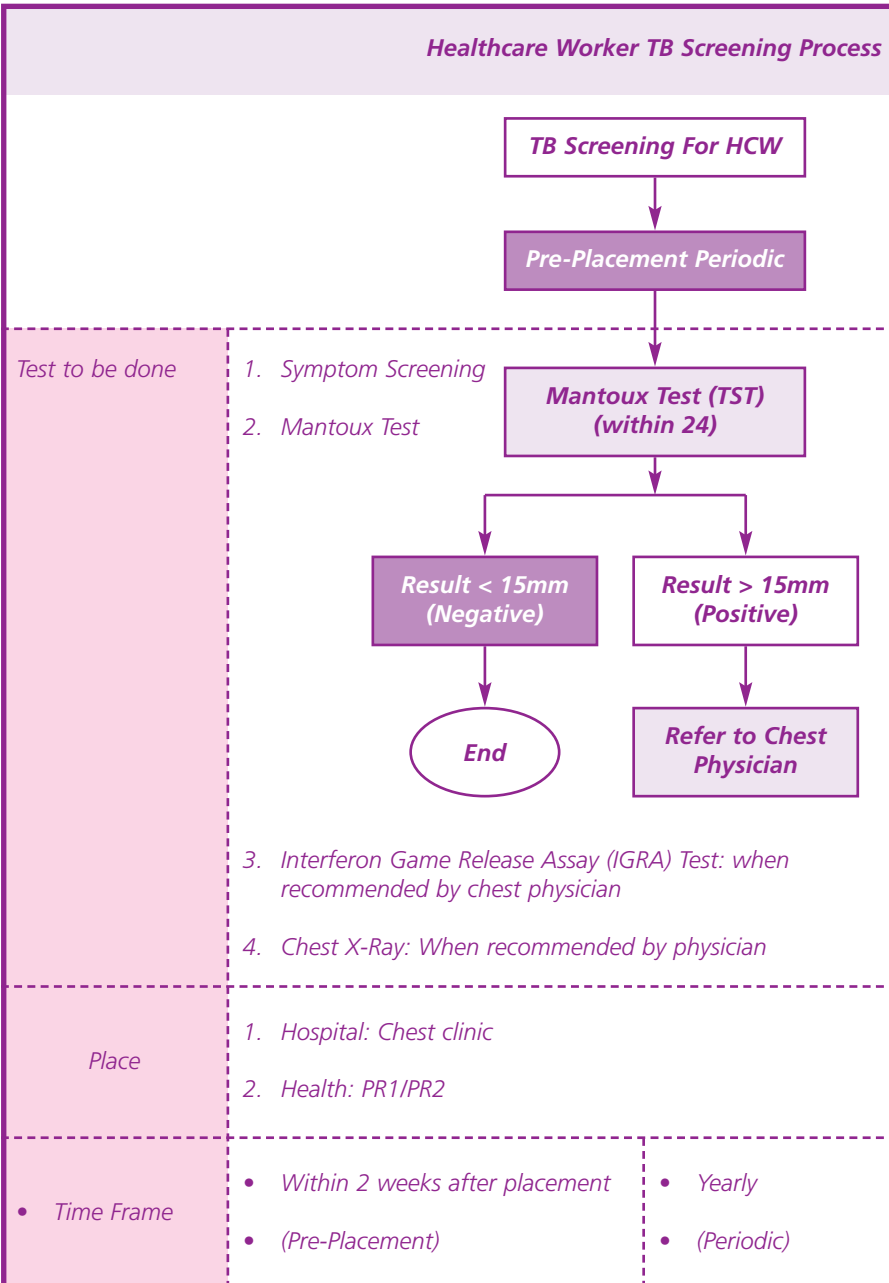 Healthcare Worker TB Screening Process
TB Screening For HCW
Pre-Placement Periodic
Test to be done
1. Symptom Screening
2. Mantoux Test
Mantoux Test (TST)
(within 24)
Result < 15mm
(Negative)
Result > 15mm
(Positive)
End
Refer to Chest
Physician
3. Interferon Game Release Assay (IGRA) Test: when
recommended by chest physician
4. Chest X-Ray: When recommended by physician
Place
1. Hospital: Chest clinic
2. Health: PR1/PR2
• Time Frame
• Within 2 weeks after placement
• (Pre-Placement)
• Yearly
• (Periodic)